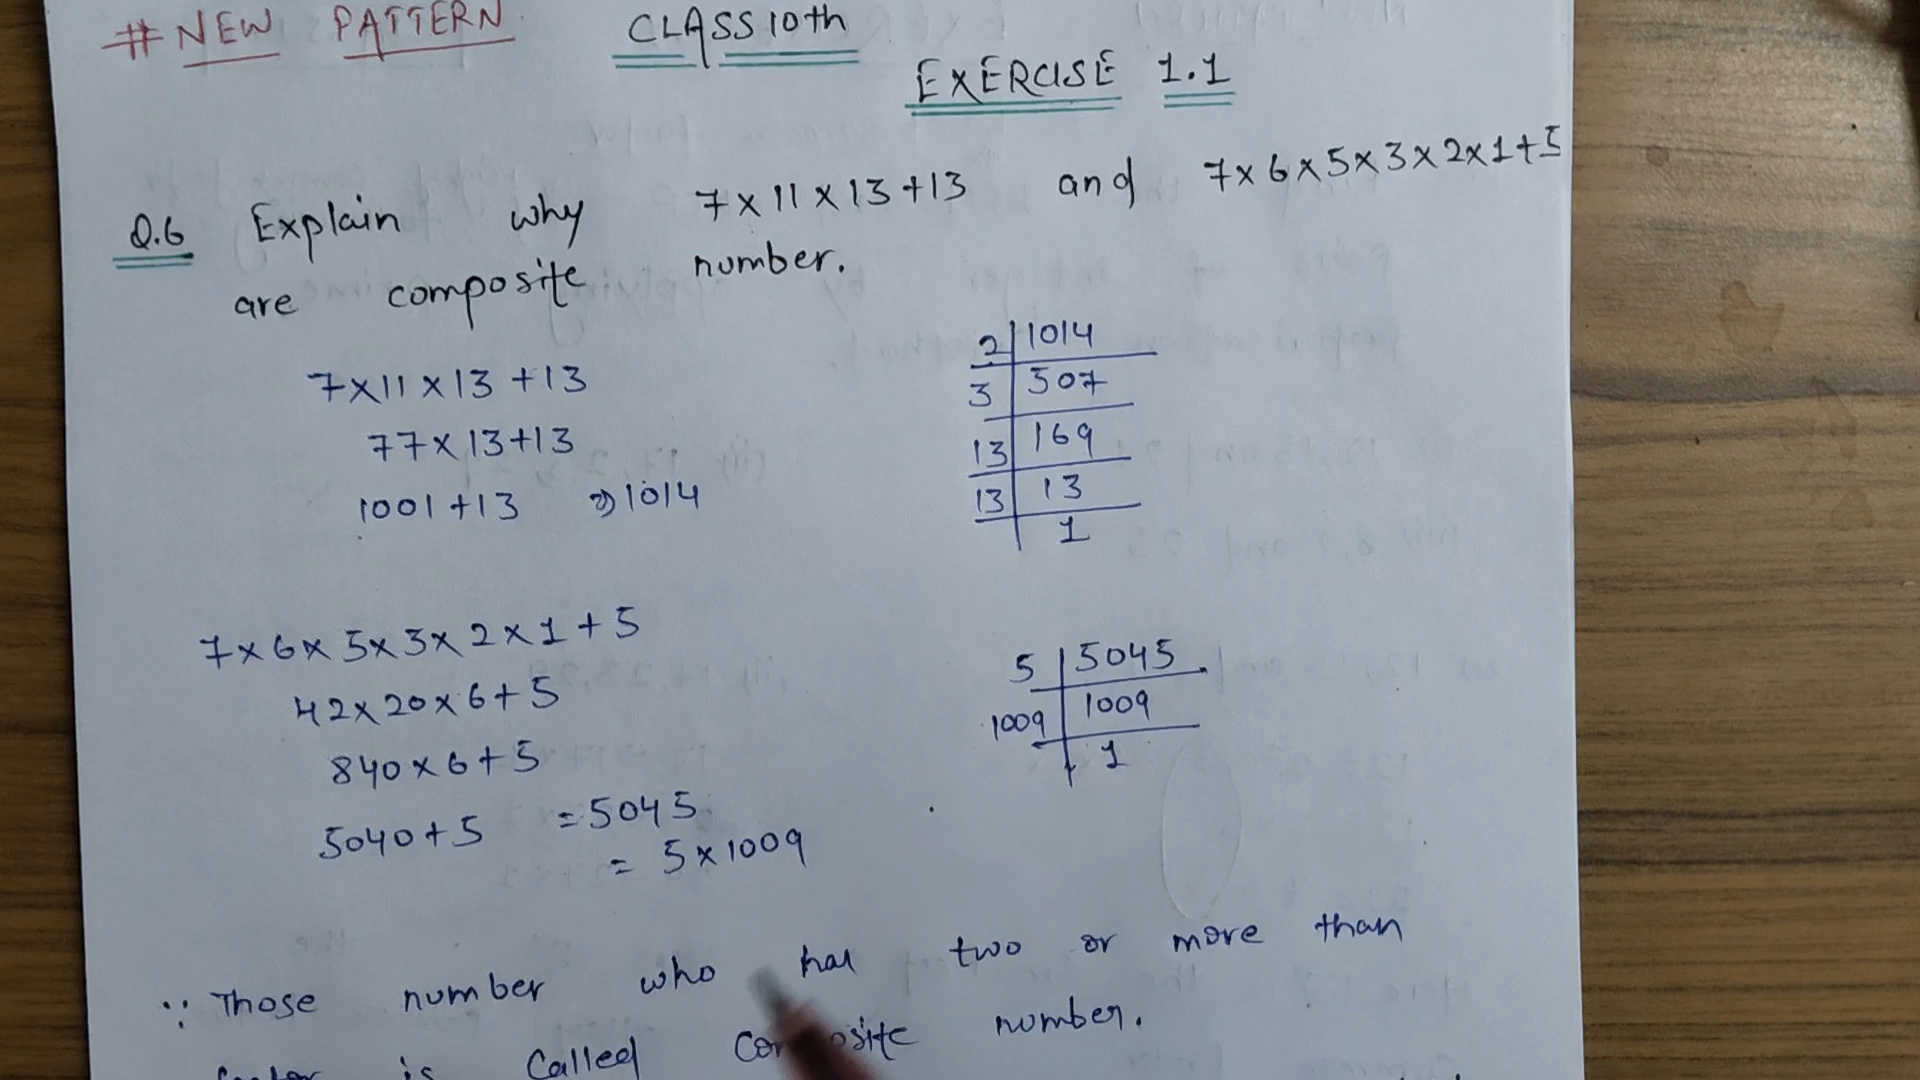 # NEW PATTERN CLASS 10th
EXERCISE 1.1
Q.6 Explain why 7×11×13+13 and 7×6×5×3×2×1+5
are composite number.
7×11×13+13
77×13+13
1001+13 ⇒1014
2 | 1014
3 | 507
13 | 169
13 | 13
1
7×6×5×3×2×1+5
42×20×6+5
840×6+5
5040+5 =5045
= 5×1009
5 | 5045
1009 | 1009
1
∵ Those number who has two or more than
is called number.